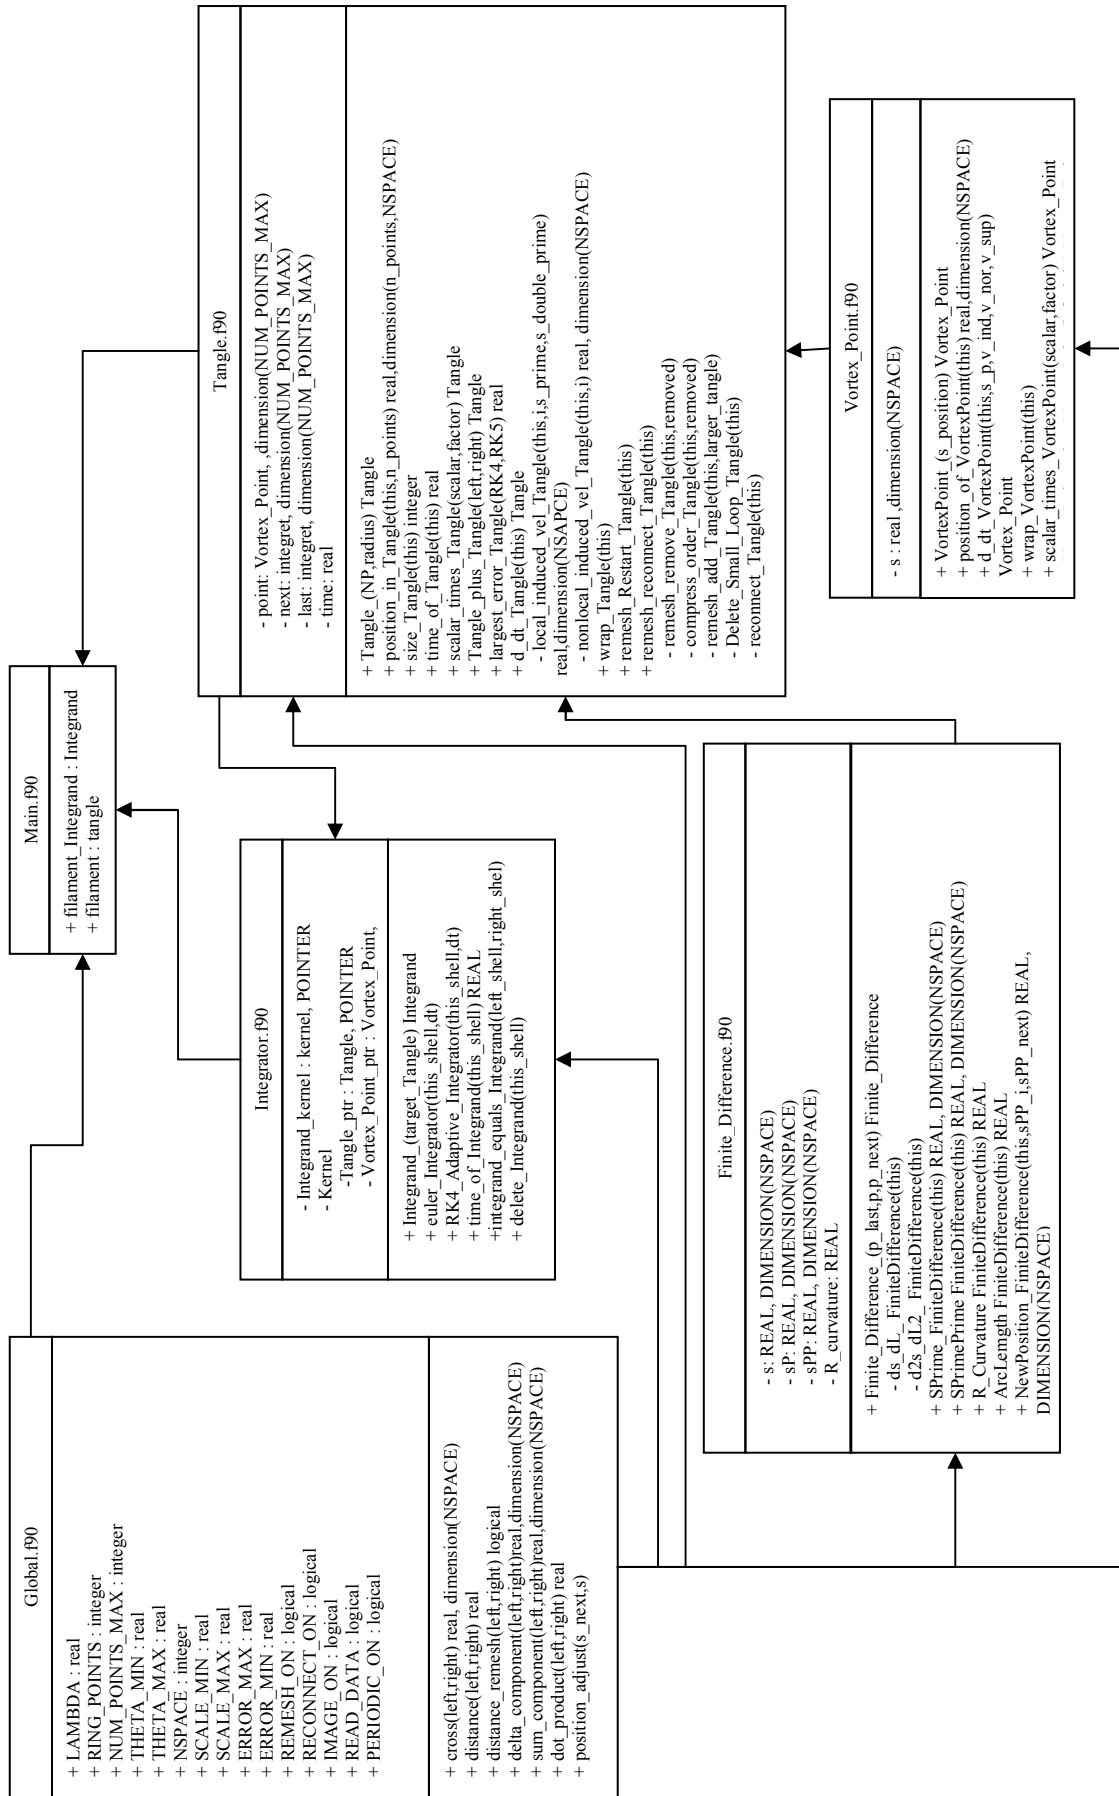 Global.f90
+ LAMBDA : real
+ RING_POINTS : integer
+ NUM_POINTS_MAX : integer
+ THETA_MIN : real
+ THETA_MAX : real
+ NSPACE : integer
+ SCALE_MIN : real
+ SCALE_MAX : real
+ ERROR_MAX : real
+ ERROR_MIN : real
+ REMESH_ON : logical
+ RECONNECT_ON : logical
+ IMAGE_ON : logical
+ READ_DATA : logical
+ PERIODIC_ON : logical
+ cross(left,right) real, dimension(NSPACE)
+ distance(left,right) real
+ distance_remesh(left,right) logical
+ delta_component(left,right)real,dimension(NSPACE)
+ sum_component(left,right)real,dimension(NSPACE)
+ dot_product(left,right) real
+ position_adjust(s_next,s)
Main.f90
+ filament_Integrand : Integrand
+ filament : tangle
Integrator.f90
- Integrand_kernel : kernel, POINTER
- Kernel
-Tangle_ptr : Tangle, POINTER
- Vortex_Point_ptr : Vortex_Point,
+ Integrand_(target_Tangle) Integrand
+ euler_Integrator(this_shell,dt)
+ RK4_Adaptive_Integrator(this_shell,dt)
+ time_of_Integrand(this_shell) REAL
+integrand_equals_Integrand(left_shell,right_shel)
+ delete_Integrand(this_shell)
Tangle.f90
- point: Vortex_Point, ,dimension(NUM_POINTS_MAX)
- next: integret, dimension(NUM_POINTS_MAX)
- last: integret, dimension(NUM_POINTS_MAX)
- time: real
+ Tangle_(NP,radius) Tangle
+ position_in_Tangle(this,n_points) real,dimension(n_points,NSPACE)
+ size_Tangle(this) integer
+ time_of_Tangle(this) real
+ scalar_times_Tangle(scalar,factor) Tangle
+ Tangle_plus_Tangle(left,right) Tangle
+ largest_error_Tangle(RK4,RK5) real
+ d_dt_Tangle(this) Tangle
- local_induced_vel_Tangle(this,i,s_prime,s_double_prime)
real,dimension(NSAPCE)
- nonlocal_induced_vel_Tangle(this,i) real, dimension(NSPACE)
+ wrap_Tangle(this)
+ remesh_Restart_Tangle(this)
+ remesh_reconnect_Tangle(this)
- remesh_remove_Tangle(this,removed)
- compress_order_Tangle(this,removed)
- remesh_add_Tangle(this,larger_tangle)
- Delete_Small_Loop_Tangle(this)
- reconnect_Tangle(this)
Finite_Difference.f90
- s: REAL, DIMENSION(NSPACE)
- sP: REAL, DIMENSION(NSPACE)
- sPP: REAL, DIMENSION(NSPACE)
- R_curvature: REAL
+ Finite_Difference_(p_last,p,p_next) Finite_Difference
- ds_dL_FiniteDifference(this)
- d2s_dL2_ FiniteDifference(this)
+ SPrime_FiniteDifference(this) REAL, DIMENSION(NSPACE)
+ SPrimePrime FiniteDifference(this) REAL, DIMENSION(NSPACE)
+ R_Curvature FiniteDifference(this) REAL
+ ArcLength FiniteDifference(this) REAL
+ NewPosition_FiniteDifference(this,sPP_i,sPP_next) REAL,
DIMENSION(NSPACE)
Vortex_Point.f90
- s : real ,dimension(NSPACE)
+ VortexPoint_(s_position) Vortex_Point
+ position_of_VortexPoint(this) real,dimension(NSPACE)
+ d_dt_VortexPoint(this,s_p,v_ind,v_nor,v_sup)
Vortex_Point
+ wrap_VortexPoint(this)
+ scalar_times_VortexPoint(scalar,factor) Vortex_Point